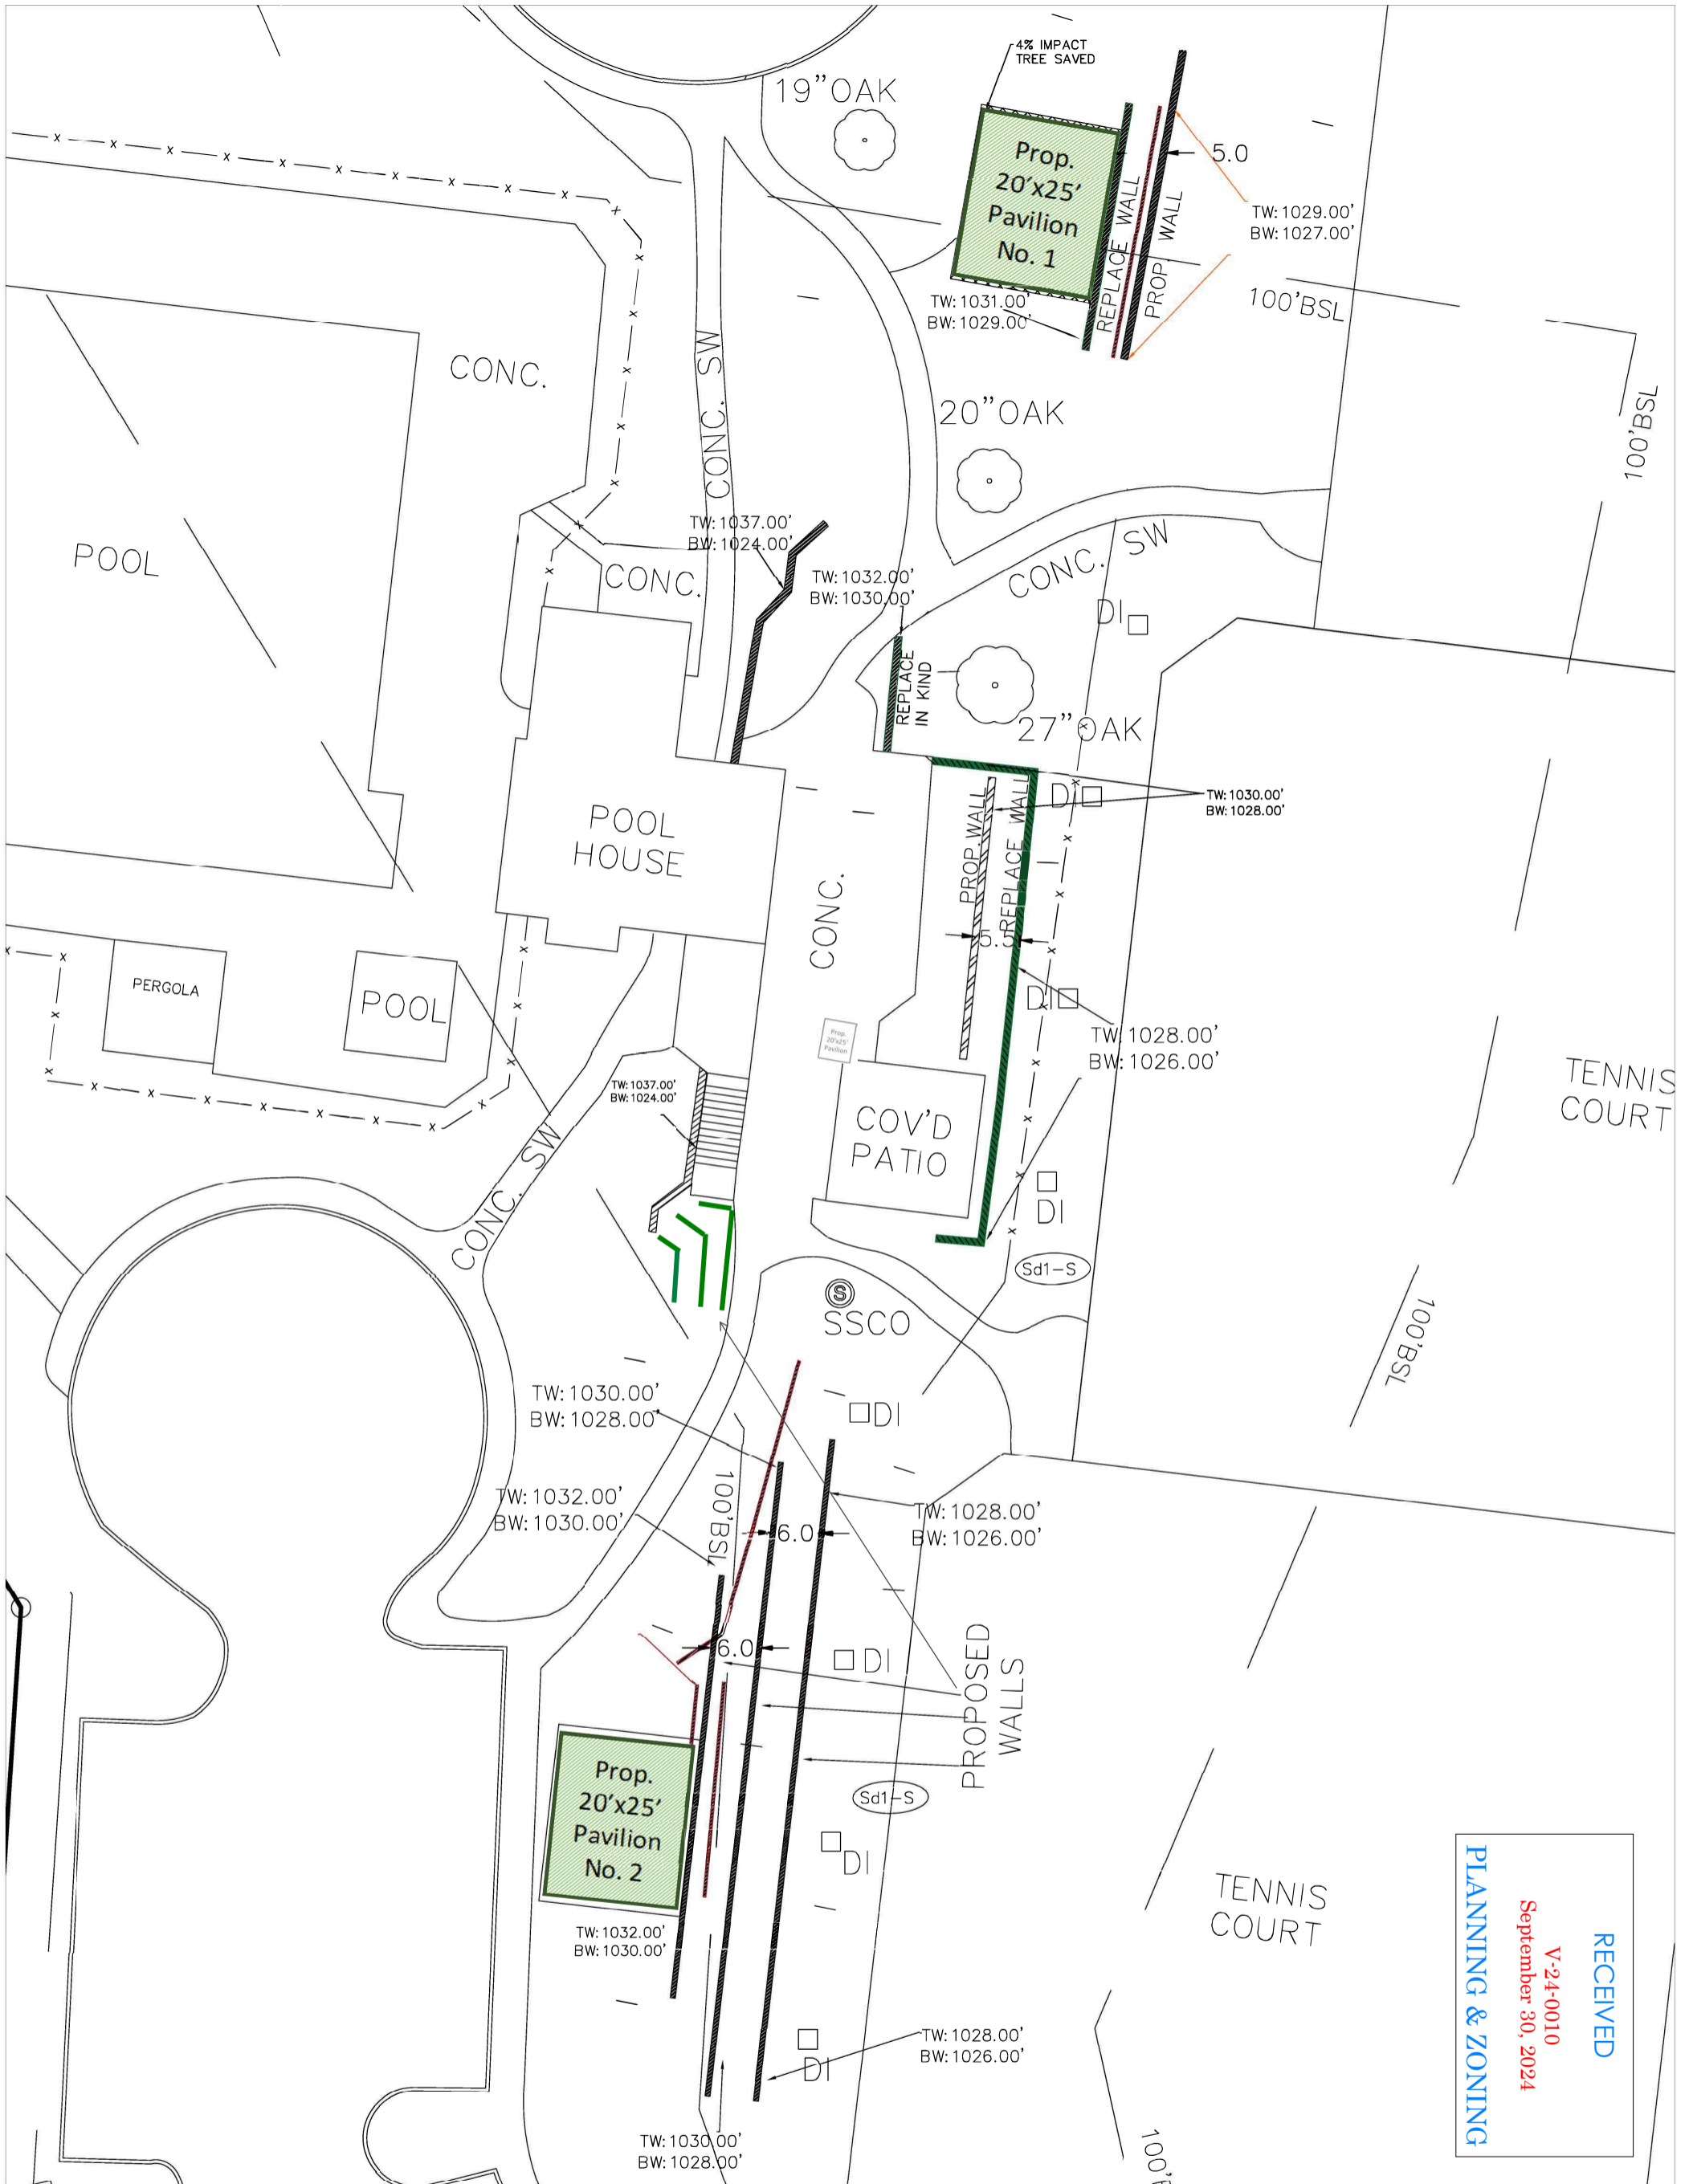 4% IMPACT
TREE SAVED
19"OAK
Prop.
20'x25'
Pavilion
No. 1
5.0
REPLACE WALL
PROP. WALL
TW:1029.00'
BW:1027.00'
TW:1031.00'
BW:1029.00'
100'BSL
100'BSL
CONC.
CONC. SW
CONC. SW
20"OAK
TW:1037.00'
BW:1024.00'
POOL
CONC.
TW:1032.00'
BW:1030.00'
CONC. SW
DI
REPLACE
IN KIND
27"OAK
DI
TW:1030.00'
BW:1028.00'
POOL
HOUSE
PROP. WALL
REPLACE WALL
CONC.
5.5
PERGOLA
POOL
DI
Prop.
20'x25'
Pavilion
TW:1028.00'
BW:1026.00'
TW:1037.00'
BW:1024.00'
COV'D
PATIO
TENNIS
COURT
CONC. SW
DI
Sd1-S
S
SSCO
100'BSL
TW:1030.00'
BW:1028.00'
DI
TW:1032.00'
BW:1030.00'
100'BSL
6.0
TW:1028.00'
BW:1026.00'
6.0
DI
PROPOSED
WALLS
Prop.
20'x25'
Pavilion
No. 2
Sd1-S
DI
TENNIS
COURT
TW:1032.00'
BW:1030.00'
TW:1028.00'
BW:1026.00'
DI
TW:1030.00'
BW:1028.00'
RECEIVED
V-24-0010
September 30, 2024
PLANNING & ZONING